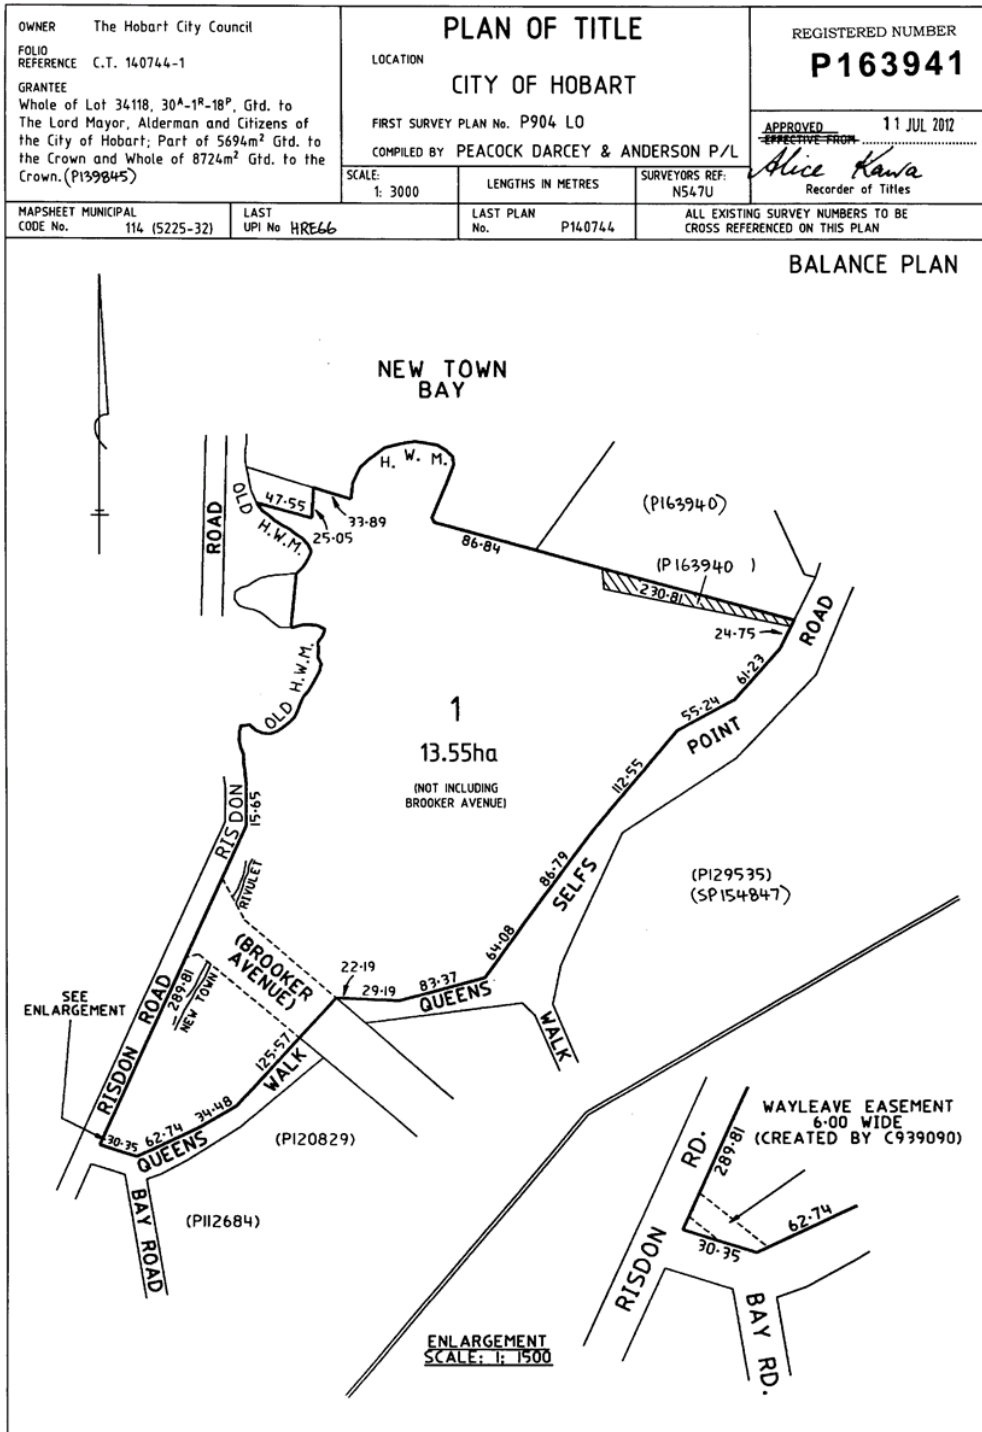 OWNER The Hobart City Council
FOLIO
REFERENCE C.T. 140744-1
GRANTEE
Whole of Lot 34118, 30ᴬ-1ᴿ-18ᴾ, Gtd. to
The Lord Mayor, Alderman and Citizens of
the City of Hobart; Part of 5694m² Gtd. to
the Crown and Whole of 8724m² Gtd. to the
Crown. (P139845)
PLAN OF TITLE
LOCATION
CITY OF HOBART
FIRST SURVEY PLAN No. P904 LO
COMPILED BY PEACOCK DARCEY & ANDERSON P/L
SCALE:
1: 3000
LENGTHS IN METRES
SURVEYORS REF:
N547U
REGISTERED NUMBER
P163941
APPROVED 11 JUL 2012
EFFECTIVE FROM
Alice Kawa
Recorder of Titles
MAPSHEET MUNICIPAL
CODE No. 114 (5225-32)
LAST
UPI No HRE66
LAST PLAN
No. P140744
ALL EXISTING SURVEY NUMBERS TO BE
CROSS REFERENCED ON THIS PLAN
BALANCE PLAN
NEW TOWN
BAY
H. W. M.
ROAD
OLD H.W.M.
47·55
25·05
33·89
86·84
(P163940)
(P163940 )
230·81
24·75
ROAD
61·23
55·24
POINT
OLD H.W.M.
1
13.55ha
(NOT INCLUDING
BROOKER AVENUE)
112·55
RISDON
15·65
RIVULET
86·79
SELFS
(P129535)
(SP154847)
64·08
(BROOKER
AVENUE)
22·19
29·19
83·37
QUEENS
WALK
SEE
ENLARGEMENT
289·81
NEW TOWN
RISDON ROAD
125·57
WALK
34·48
62·74
30·35
QUEENS
(P120829)
BAY ROAD
(P112684)
WAYLEAVE EASEMENT
6·00 WIDE
(CREATED BY C939090)
RD.
289·81
62·74
30·35
RISDON
BAY RD.
ENLARGEMENT
SCALE: 1: 1500